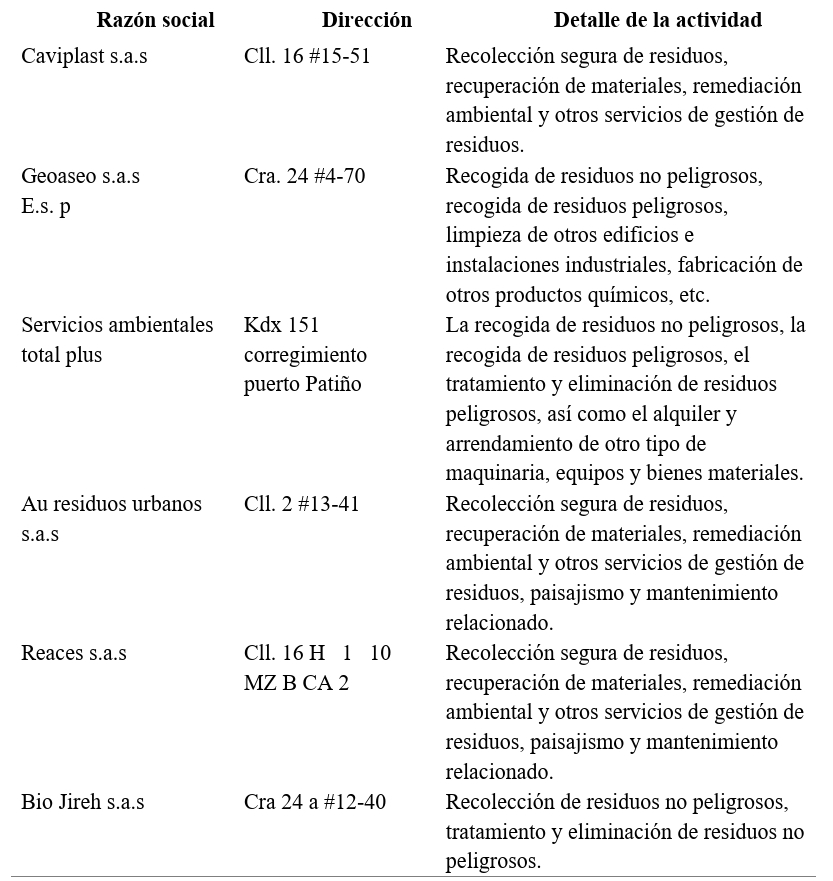 Razón social Dirección Detalle de la actividad
Caviplast s.a.s Cll. 16 #15-51 Recolección segura de residuos,
recuperación de materiales, remediación
ambiental y otros servicios de gestión de
residuos.
Geoaseo s.a.s Cra. 24 #4-70 Recogida de residuos no peligrosos,
E.s. p recogida de residuos peligrosos,
limpieza de otros edificios e
instalaciones industriales, fabricación de
otros productos químicos, etc.
Servicios ambientales Kdx 151 La recogida de residuos no peligrosos, la
total plus corregimiento recogida de residuos peligrosos, el
puerto Patiño tratamiento y eliminación de residuos
peligrosos, así como el alquiler y
arrendamiento de otro tipo de
maquinaria, equipos y bienes materiales.
Au residuos urbanos Cll. 2 #13-41 Recolección segura de residuos,
s.a.s recuperación de materiales, remediación
ambiental y otros servicios de gestión de
residuos, paisajismo y mantenimiento
relacionado.
Reaces s.a.s Cll. 16 H 1 10 Recolección segura de residuos,
MZ B CA 2 recuperación de materiales, remediación
ambiental y otros servicios de gestión de
residuos, paisajismo y mantenimiento
relacionado.
Bio Jireh s.a.s Cra 24 a #12-40 Recolección de residuos no peligrosos,
tratamiento y eliminación de residuos no
peligrosos.